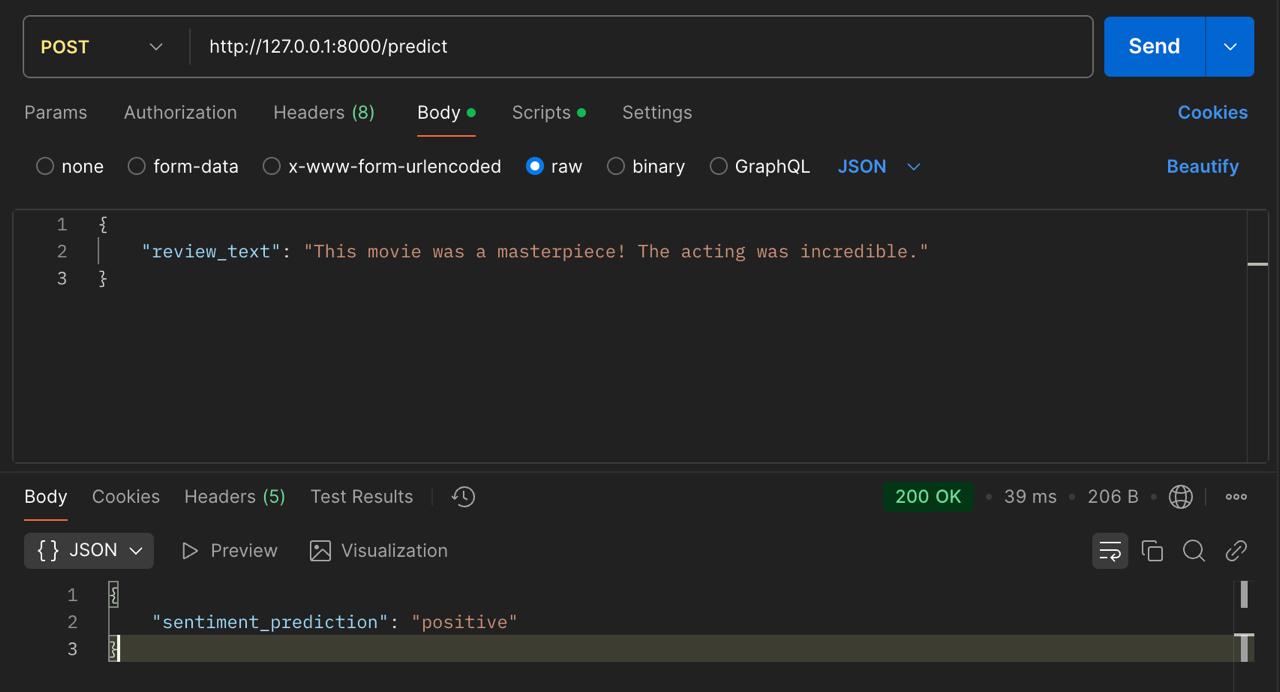 POST http://127.0.0.1:8000/predict Send
Params Authorization Headers (8) Body Scripts Settings Cookies
none form-data x-www-form-urlencoded raw binary GraphQL JSON Beautify
1 {
2 "review_text": "This movie was a masterpiece! The acting was incredible."
3 }
Body Cookies Headers (5) Test Results 200 OK • 39 ms • 206 B •
{} JSON Preview Visualization
1 {
2 "sentiment_prediction": "positive"
3 }